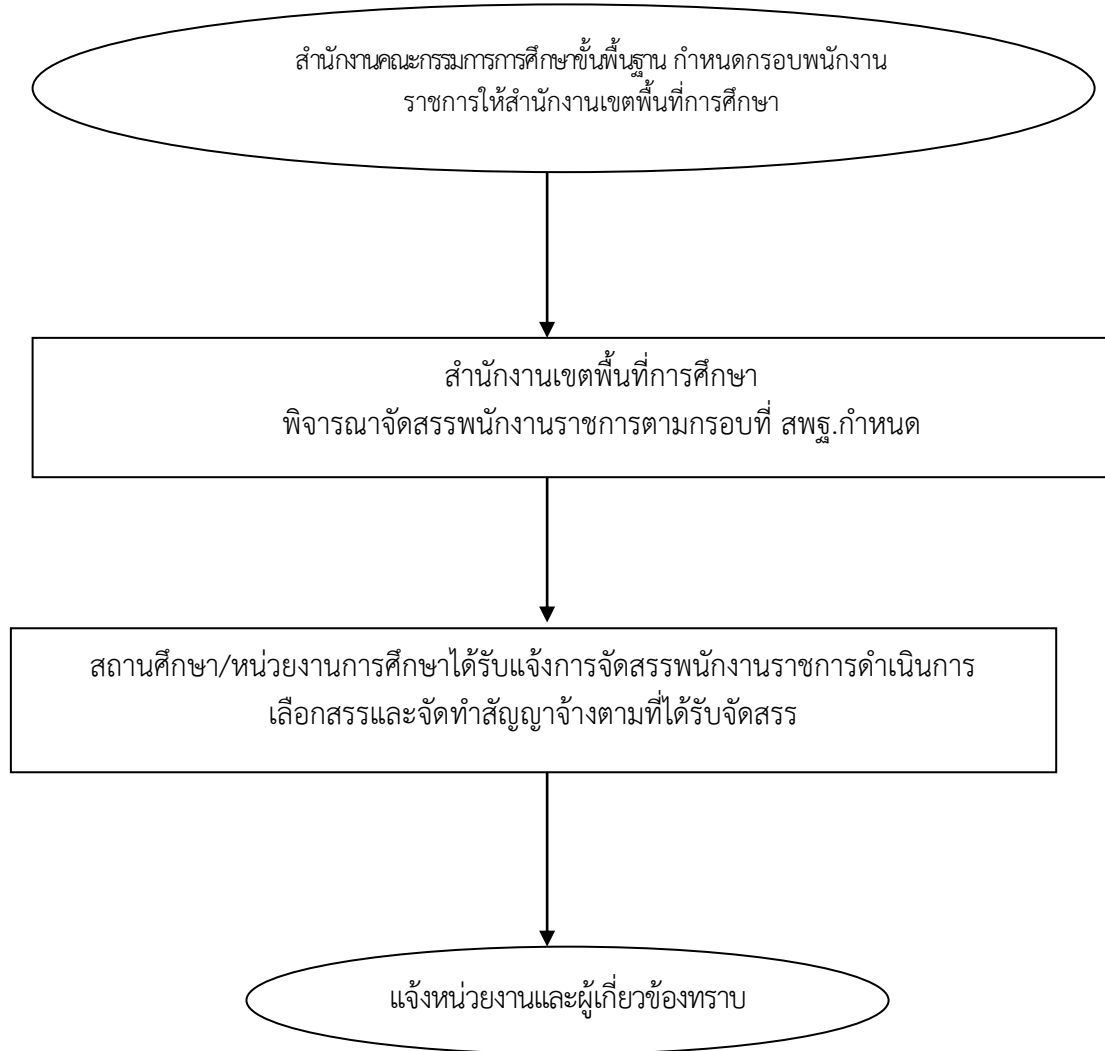 สำนักงานคณะกรรมการการศึกษาขั้นพื้นฐาน กำหนดกรอบพนักงาน
ราชการให้สำนักงานเขตพื้นที่การศึกษา
สำนักงานเขตพื้นที่การศึกษา
พิจารณาจัดสรรพนักงานราชการตามกรอบที่ สพฐ.กำหนด
สถานศึกษา/หน่วยงานการศึกษาได้รับแจ้งการจัดสรรพนักงานราชการดำเนินการ
เลือกสรรและจัดทำสัญญาจ้างตามที่ได้รับจัดสรร
แจ้งหน่วยงานและผู้เกี่ยวข้องทราบ